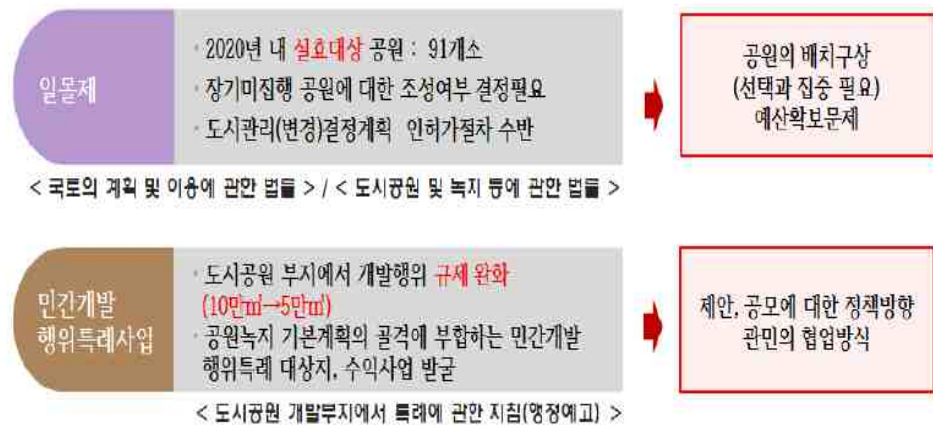 일몰제
· 2020년 내 실효대상 공원 : 91개소
· 장기미집행 공원에 대한 조성여부 결정필요
· 도시관리(변경)결정계획 인허가절차 수반
공원의 배치구상
(선택과 집중 필요)
예산확보문제
< 국토의 계획 및 이용에 관한 법률 > / < 도시공원 및 녹지 등에 관한 법률 >
민간개발
행위특례사업
· 도시공원 부지에서 개발행위 규제 완화
(10만㎡→5만㎡)
· 공원녹지 기본계획의 골격에 부합하는 민간개발
행위특례 대상지, 수익사업 발굴
제안, 공모에 대한 정책방향
관민의 협업방식
< 도시공원 개발부지에서 특례에 관한 지침(행정예고) >